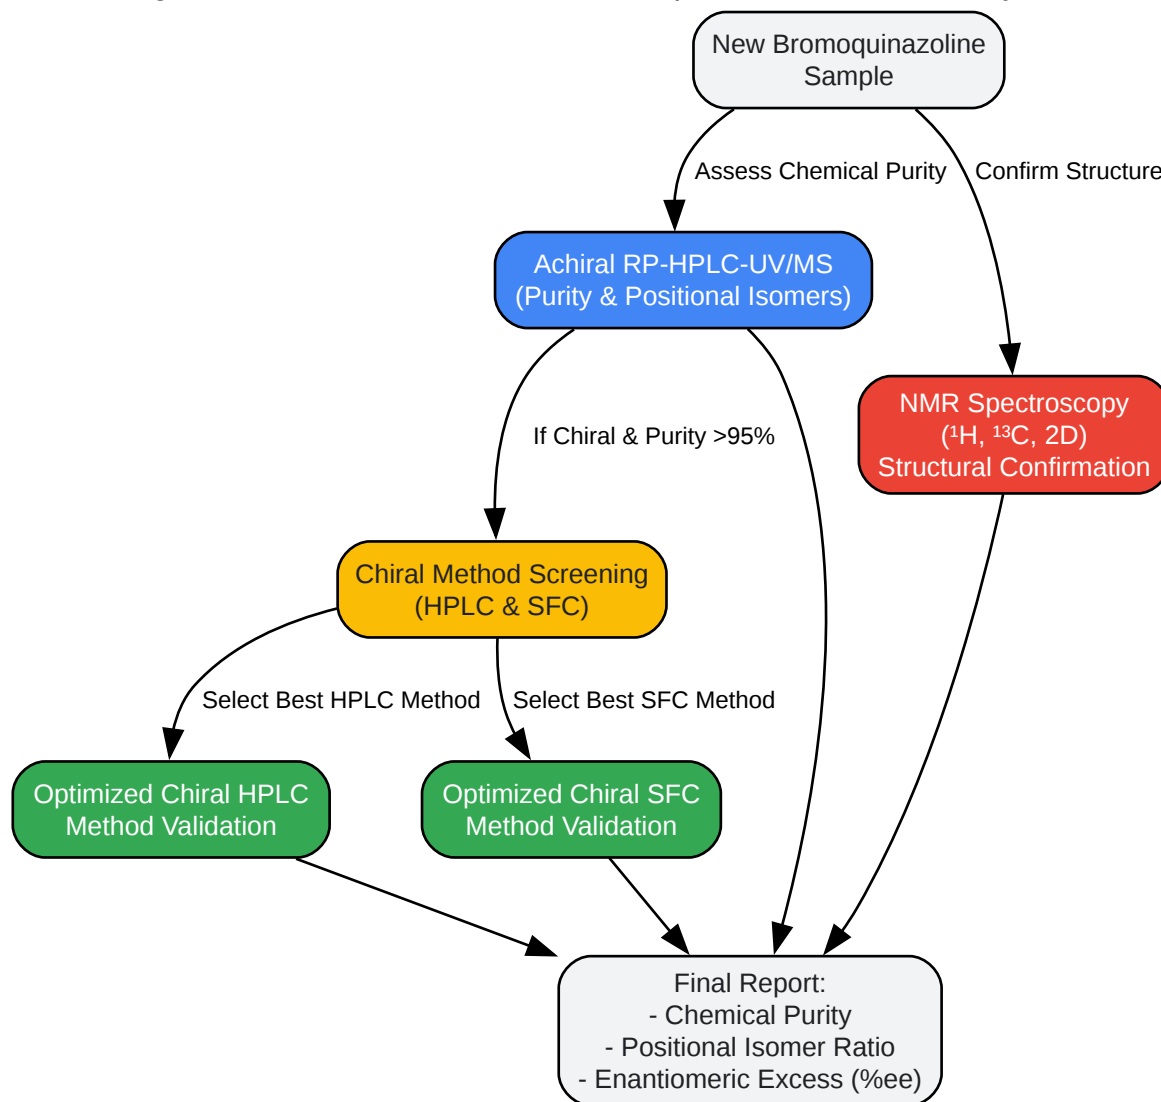 New Bromoquinazoline
Sample
Assess Chemical Purity
Confirm Structure
Achiral RP-HPLC-UV/MS
(Purity & Positional Isomers)
NMR Spectroscopy
(¹H, ¹³C, 2D)
Structural Confirmation
If Chiral & Purity >95%
Chiral Method Screening
(HPLC & SFC)
Select Best HPLC Method
Select Best SFC Method
Optimized Chiral HPLC
Method Validation
Optimized Chiral SFC
Method Validation
Final Report:
- Chemical Purity
- Positional Isomer Ratio
- Enantiomeric Excess (%ee)